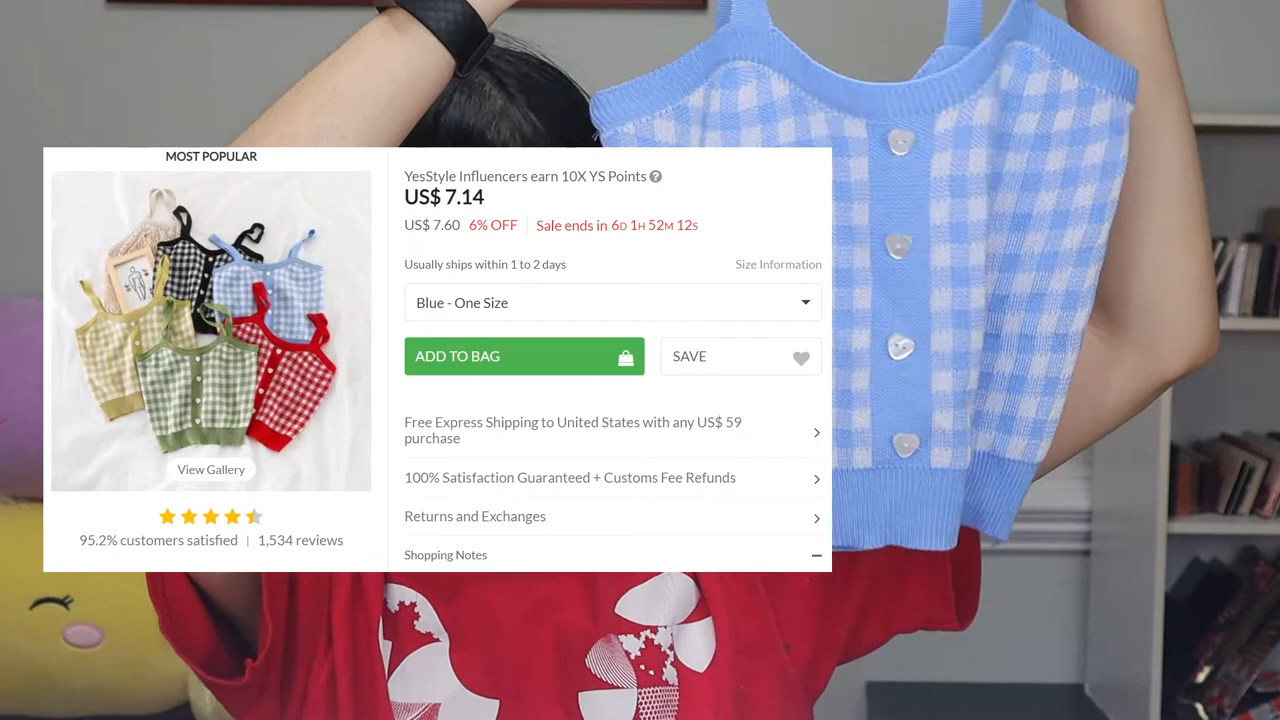 MOST POPULAR
View Gallery
95.2% customers satisfied | 1,534 reviews
YesStyle Influencers earn 10X YS Points ?
US$ 7.14
US$ 7.60 6% OFF | Sale ends in 6D 1H 52M 12S
Usually ships within 1 to 2 days Size Information
Blue - One Size
ADD TO BAG SAVE
Free Express Shipping to United States with any US$ 59
purchase
100% Satisfaction Guaranteed + Customs Fee Refunds
Returns and Exchanges
Shopping Notes